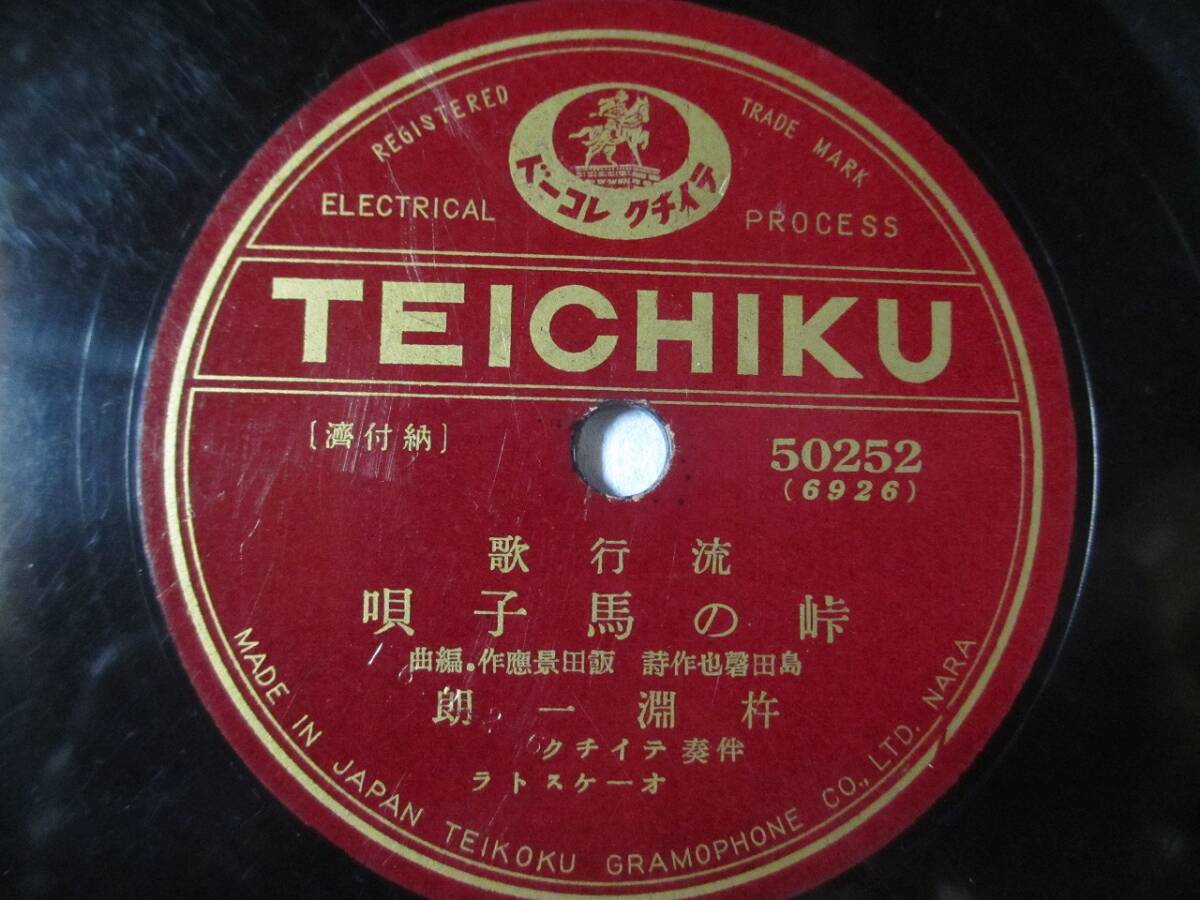 REGISTERED TRADE MARK
テイチクレコード
ELECTRICAL PROCESS
TEICHIKU
〔納付濟〕
50252
(6926)
流行歌
峠の馬子唄
島田磬也作詩 飯田景應作・編曲
杵淵一朗
伴奏テイチク
オーケストラ
MADE IN JAPAN TEIKOKU GRAMOPHONE CO., LTD. NARA